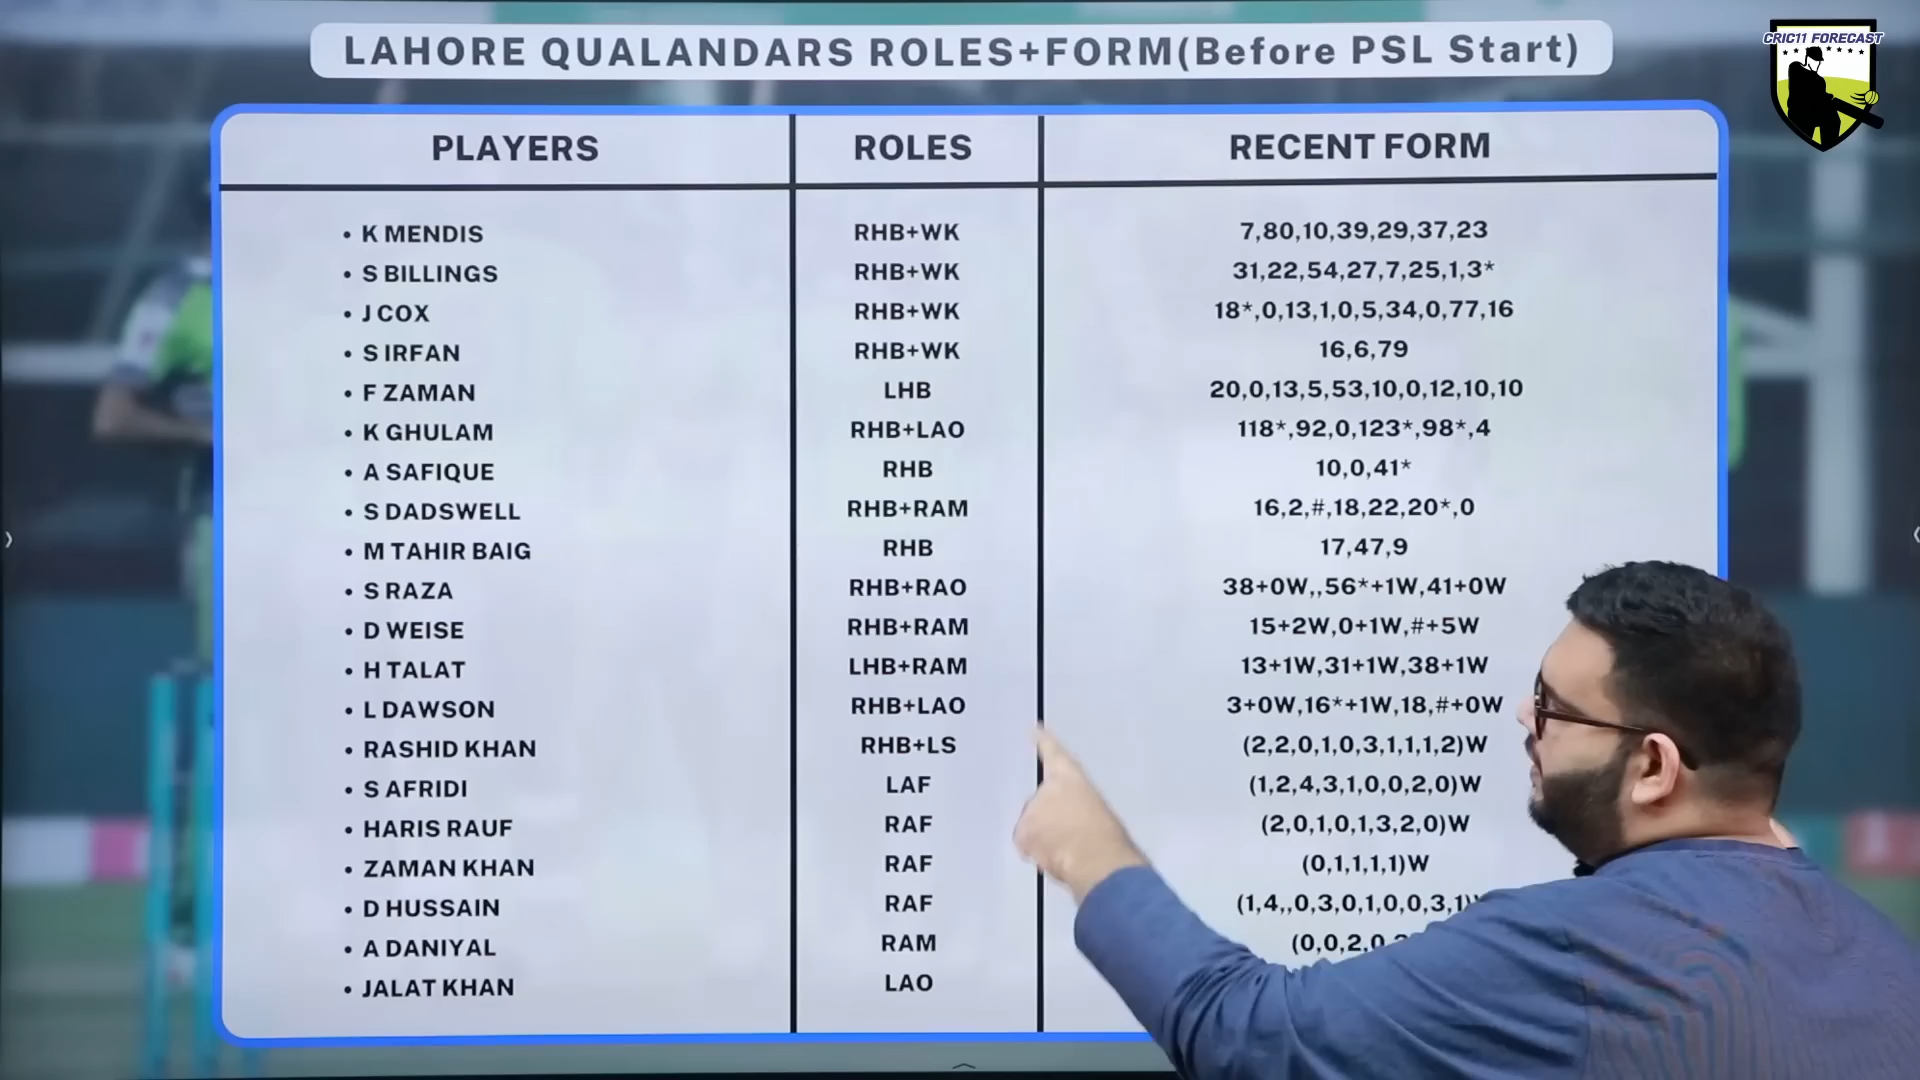 LAHORE QUALANDARS ROLES+FORM(Before PSL Start)
CRIC11 FORECAST
PLAYERS ROLES RECENT FORM
• K MENDIS RHB+WK 7,80,10,39,29,37,23
• S BILLINGS RHB+WK 31,22,54,27,7,25,1,3*
• J COX RHB+WK 18*,0,13,1,0,5,34,0,77,16
• S IRFAN RHB+WK 16,6,79
• F ZAMAN LHB 20,0,13,5,53,10,0,12,10,10
• K GHULAM RHB+LAO 118*,92,0,123*,98*,4
• A SAFIQUE RHB 10,0,41*
• S DADSWELL RHB+RAM 16,2,#,18,22,20*,0
• M TAHIR BAIG RHB 17,47,9
• S RAZA RHB+RAO 38+0W,,56*+1W,41+0W
• D WEISE RHB+RAM 15+2W,0+1W,#+5W
• H TALAT LHB+RAM 13+1W,31+1W,38+1W
• L DAWSON RHB+LAO 3+0W,16*+1W,18,#+0W
• RASHID KHAN RHB+LS (2,2,0,1,0,3,1,1,1,2)W
• S AFRIDI LAF (1,2,4,3,1,0,0,2,0)W
• HARIS RAUF RAF (2,0,1,0,1,3,2,0)W
• ZAMAN KHAN RAF (0,1,1,1,1)W
• D HUSSAIN RAF (1,4,,0,3,0,1,0,0,3,1)
• A DANIYAL RAM (0,0,2,0
• JALAT KHAN LAO